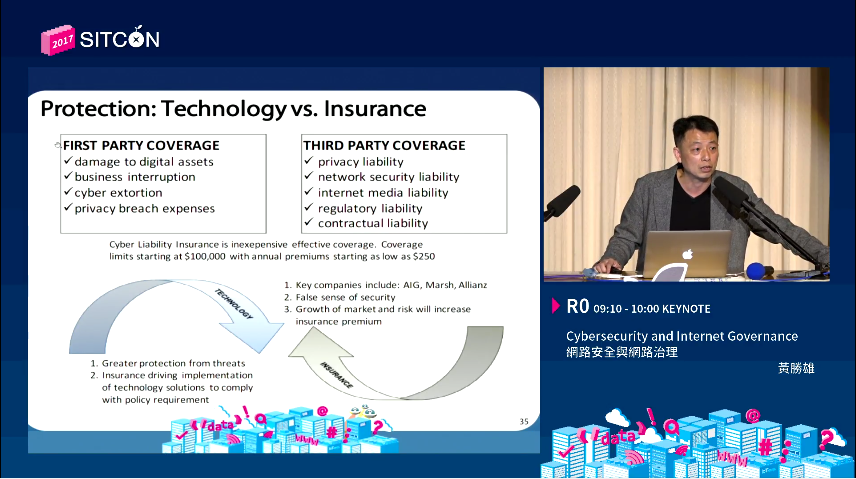 2017 SITCON
Protection: Technology vs. Insurance
FIRST PARTY COVERAGE
✓ damage to digital assets
✓ business interruption
✓ cyber extortion
✓ privacy breach expenses
THIRD PARTY COVERAGE
✓ privacy liability
✓ network security liability
✓ internet media liability
✓ regulatory liability
✓ contractual liability
Cyber Liability Insurance is inexepensive effective coverage. Coverage
limits starting at $100,000 with annual premiums starting as low as $250
TECHNOLOGY
1. Key companies include: AIG, Marsh, Allianz
2. False sense of security
3. Growth of market and risk will increase
insurance premium
1. Greater protection from threats
2. Insurance driving implementation
of technology solutions to comply
with policy requirement
INSURANCE
35
data ! @ # ? WWW
R0 09:10 - 10:00 KEYNOTE
Cybersecurity and Internet Governance
網路安全與網路治理
黃勝雄
data ! @ # ? WWW